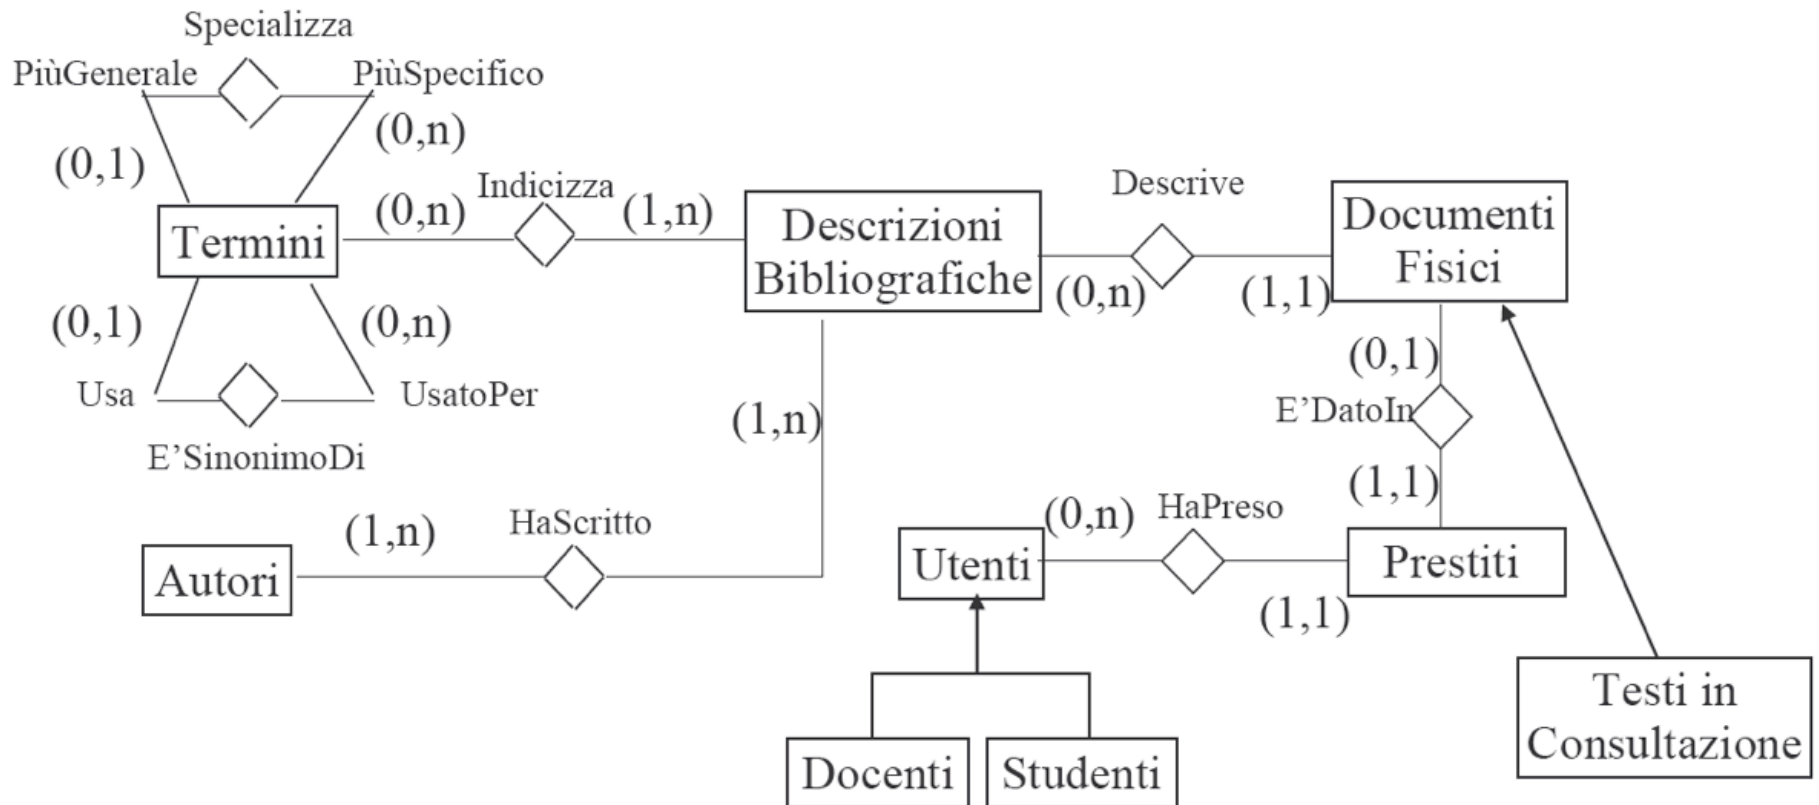 Specializza
PiùGenerale
PiùSpecifico
(0,1)
(0,n)
Termini
(0,n)
Indicizza
(1,n)
Descrizioni
Bibliografiche
Descrive
(0,n)
(1,1)
Documenti
Fisici
(0,1)
(0,n)
Usa
UsatoPer
E'SinonimoDi
(1,n)
(0,1)
E'DatoIn
(1,1)
Autori
(1,n)
HaScritto
Utenti
(0,n)
HaPreso
(1,1)
Prestiti
Docenti
Studenti
Testi in
Consultazione